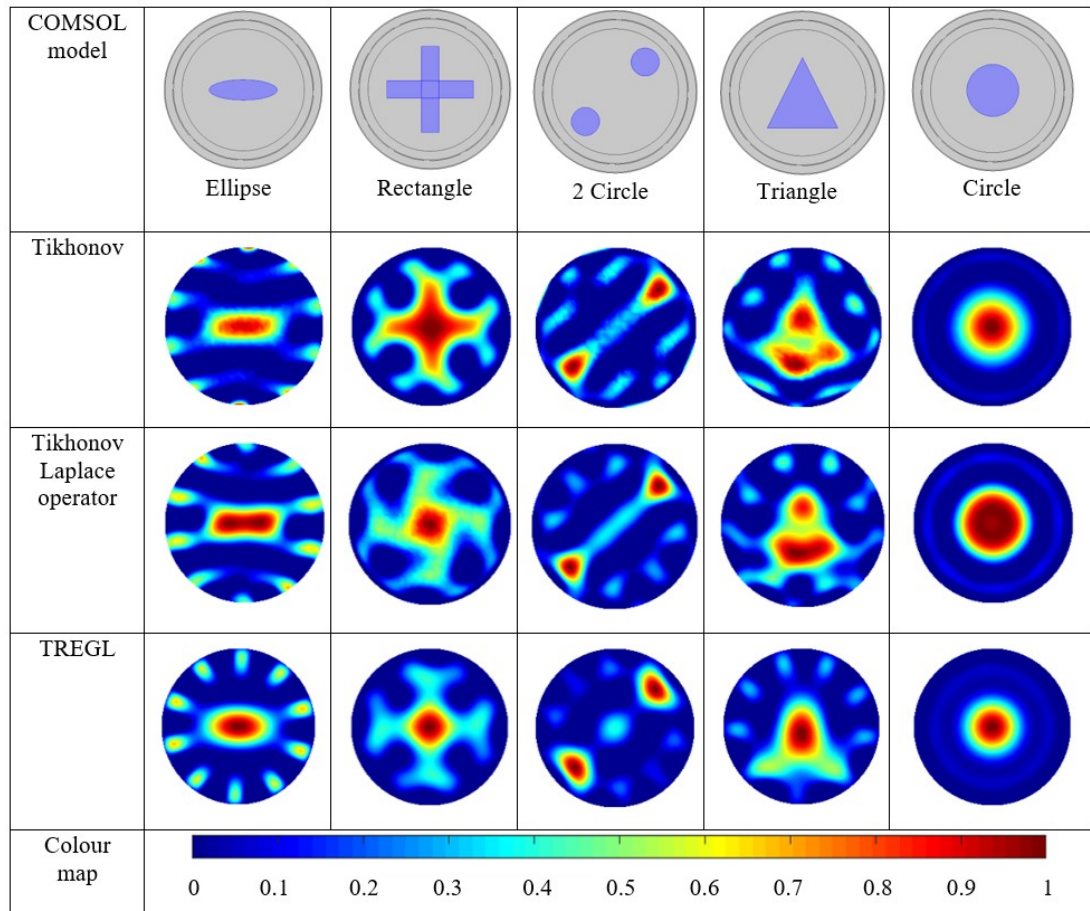 COMSOL
model
Ellipse
Rectangle
2 Circle
Triangle
Circle
Tikhonov
Tikhonov
Laplace
operator
TREGL
Colour
map
0 0.1 0.2 0.3 0.4 0.5 0.6 0.7 0.8 0.9 1